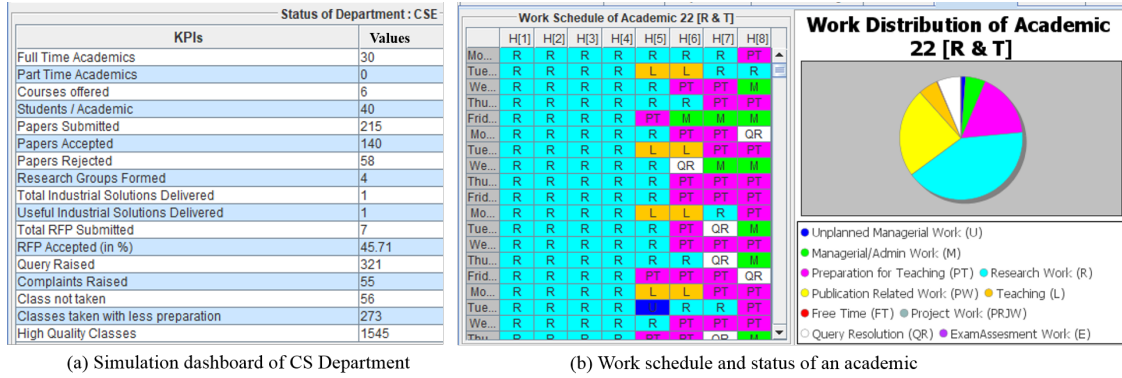 Status of Department : CSE
KPIs Values
Full Time Academics 30
Part Time Academics 0
Courses offered 6
Students / Academic 40
Papers Submitted 215
Papers Accepted 140
Papers Rejected 58
Research Groups Formed 4
Total Industrial Solutions Delivered 1
Useful Industrial Solutions Delivered 1
Total RFP Submitted 7
RFP Accepted (in %) 45.71
Query Raised 321
Complaints Raised 55
Class not taken 56
Classes taken with less preparation 273
High Quality Classes 1545
(a) Simulation dashboard of CS Department
Work Schedule of Academic 22 [R & T]
H[1] H[2] H[3] H[4] H[5] H[6] H[7] H[8]
Mo... R R R R R R R PT
Tue... R R R R L L R R
We... R R R R R PT PT M
Thu... R R R R R R PT PT
Frid... R R R R PT M M M
Mo... R R R R R PT PT QR
Tue... R R R R L L PT PT
We... R R R R R QR M M
Thu... R R R R R PT PT PT
Frid... R R R R R PT PT PT
Mo... R R R R L L R PT
Tue... R R R R R PT QR M
We... R R R R R PT PT PT
Thu... R R R R R R QR M
Frid... R R R R PT PT PT QR
Mo... R R R R L L PT PT
Tue... R R R R U R R PT
We... R R R R R PT PT PT
Thu... R R R R R PT QR M
Work Distribution of Academic
22 [R & T]
Unplanned Managerial Work (U)
Managerial/Admin Work (M)
Preparation for Teaching (PT) Research Work (R)
Publication Related Work (PW) Teaching (L)
Free Time (FT) Project Work (PRJW)
Query Resolution (QR) ExamAssesment Work (E)
(b) Work schedule and status of an academic